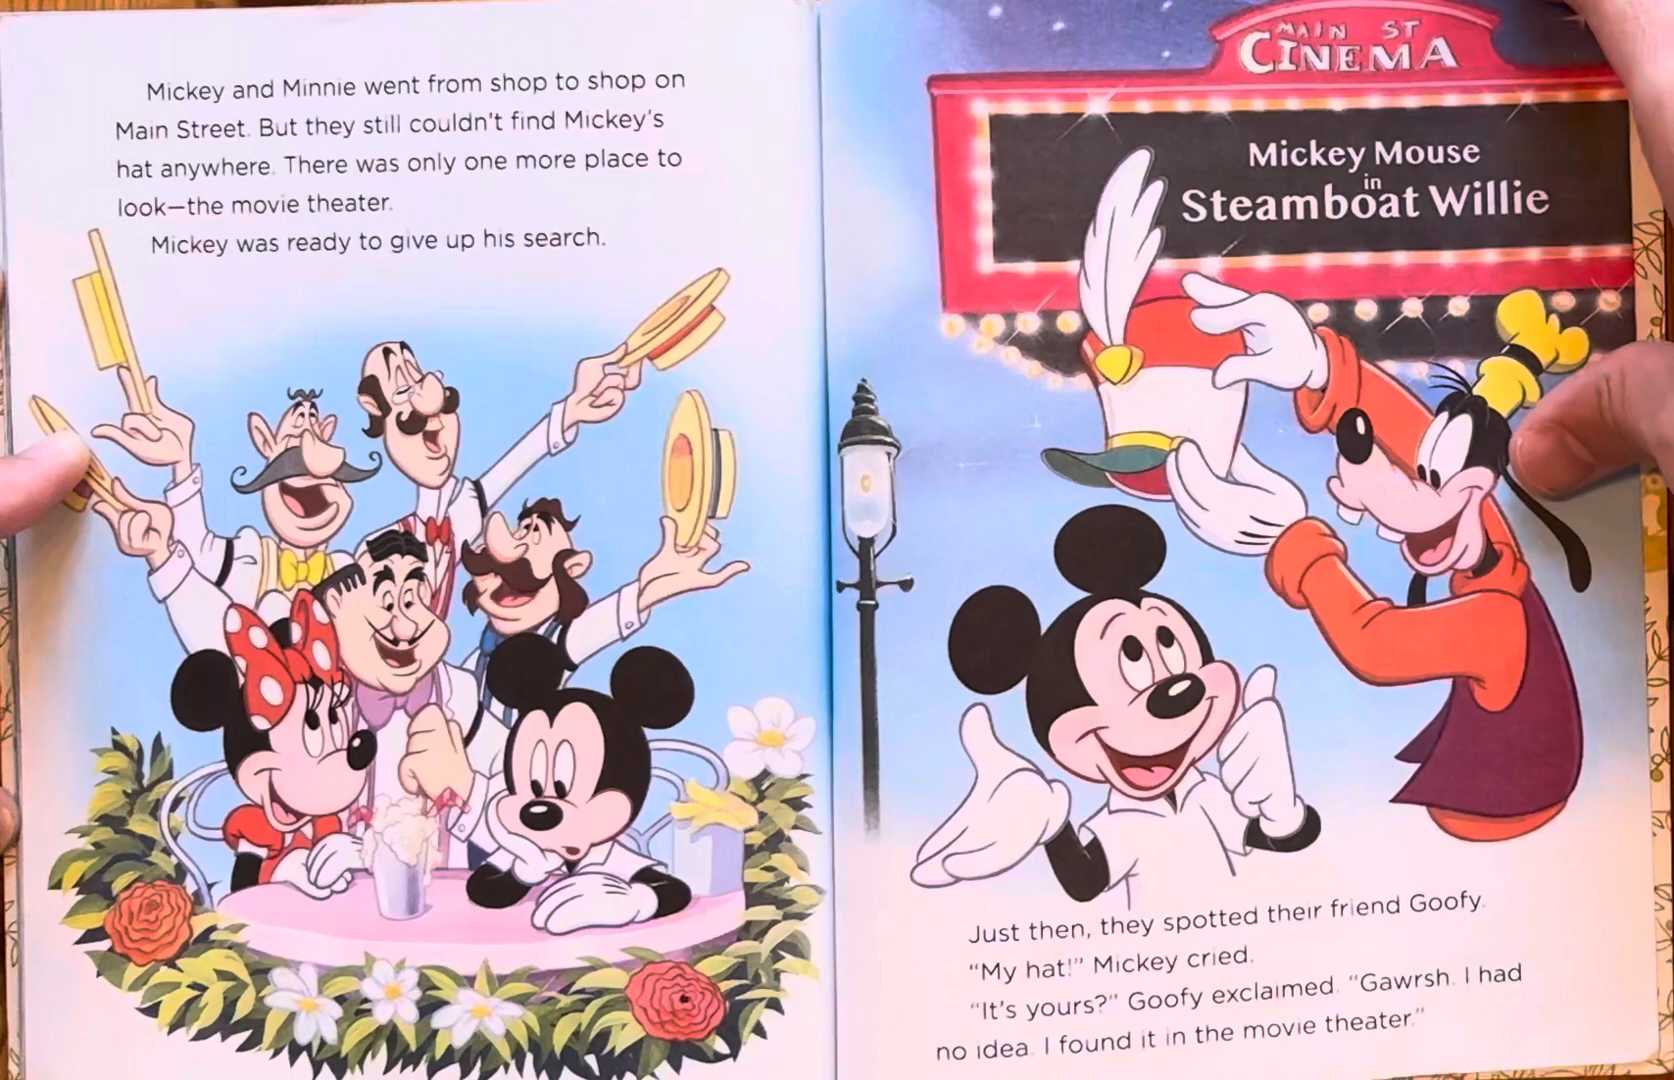 Mickey and Minnie went from shop to shop on
Main Street. But they still couldn't find Mickey's
hat anywhere. There was only one more place to
look—the movie theater.
Mickey was ready to give up his search.
MAIN ST
CINEMA
Mickey Mouse
in
Steamboat Willie
Just then, they spotted their friend Goofy.
“My hat!” Mickey cried.
“It's yours?” Goofy exclaimed. “Gawrsh. I had
no idea. I found it in the movie theater.”